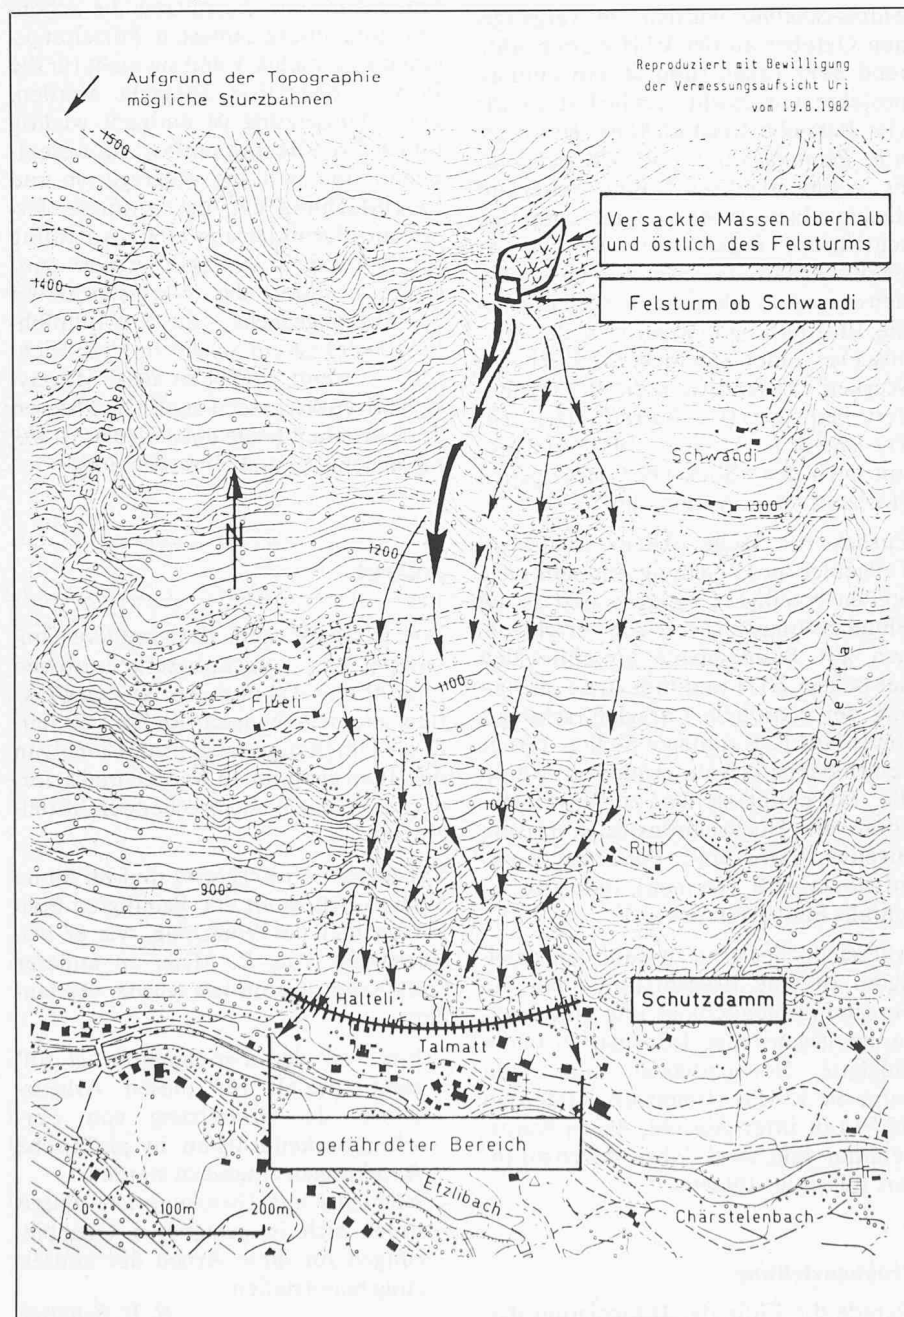 Aufgrund der Topographie
mögliche Sturzbahnen
Reproduziert mit Bewilligung
der Vermessungsaufsicht Uri
vom 19.8.1982
1500
Versackte Massen oberhalb
und östlich des Felsturms
1400
Felsturm ob Schwandi
Schwandi
N
1300
1200
1100
Flüeli
Ritli
900
Halteli
Schutzdamm
Talmatt
gefährdeter Bereich
Etzlibach
0 100m 200m
Chärstelenbach